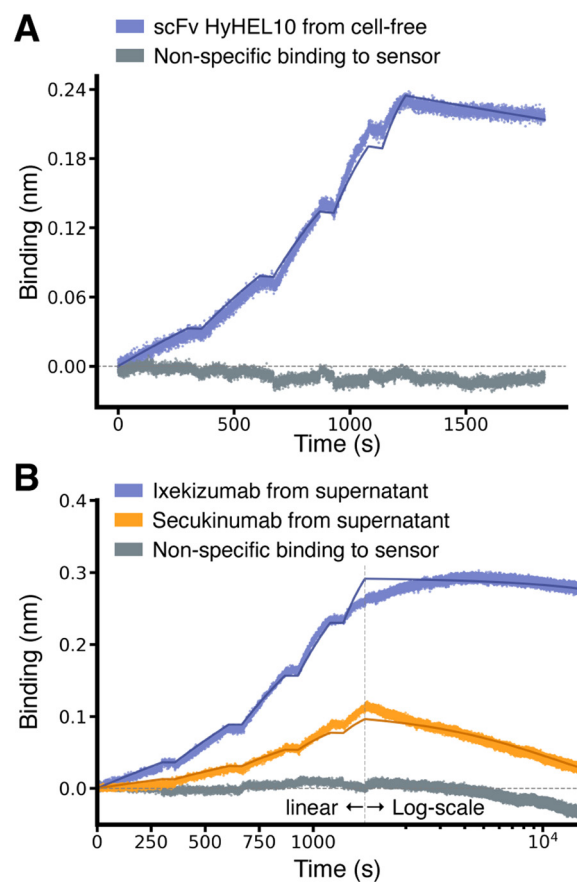 A
scFv HyHEL10 from cell-free
Non-specific binding to sensor
0.24
0.18
0.12
0.06
0.00
Binding (nm)
0 500 1000 1500
Time (s)
B
Ixekizumab from supernatant
Secukinumab from supernatant
Non-specific binding to sensor
0.4
0.3
0.2
0.1
0.0
Binding (nm)
linear ←→ Log-scale
0 250 500 750 1000 10⁴
Time (s)